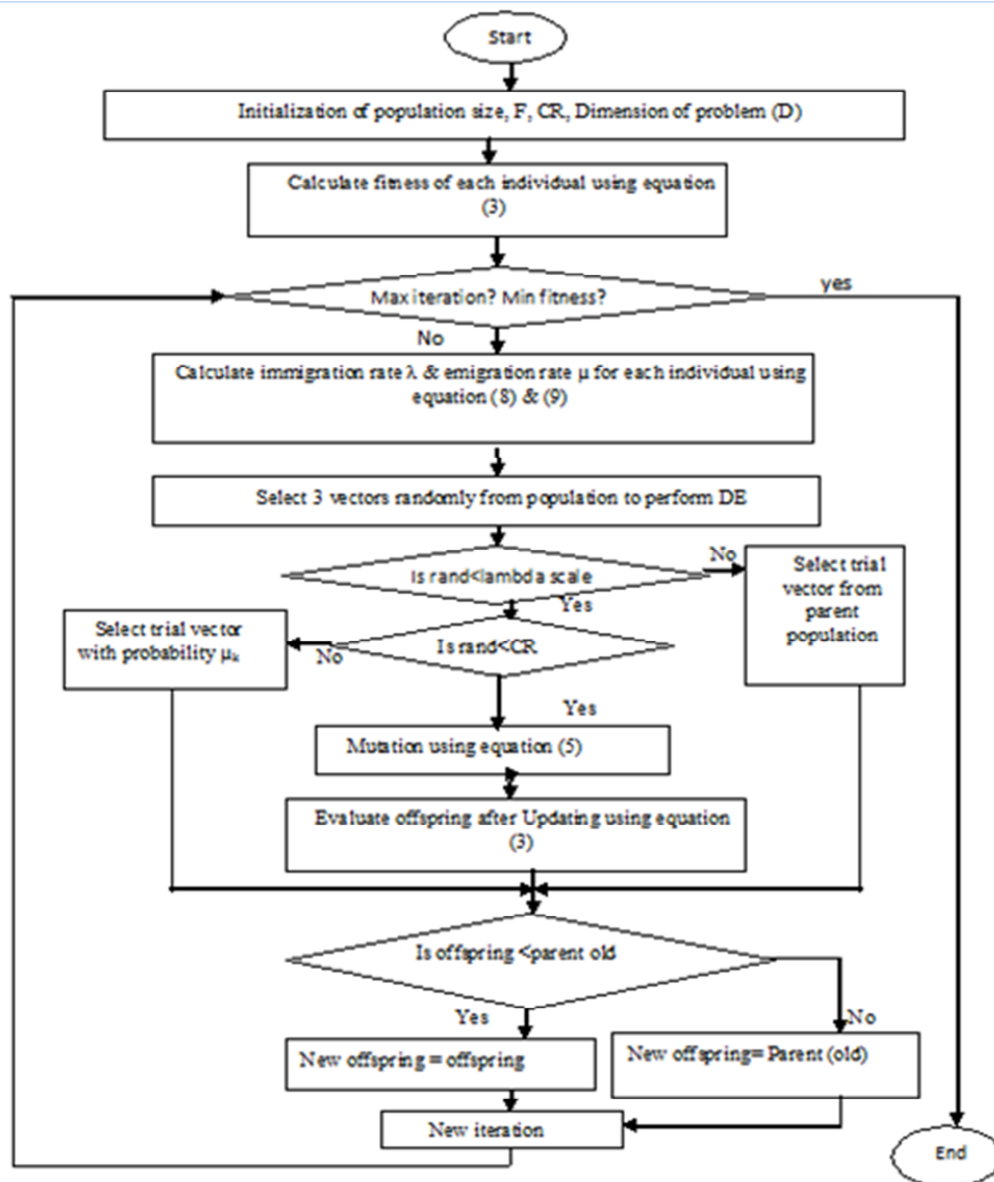 Start
Initialization of population size, F, CR, Dimension of problem (D)
Calculate fitness of each individual using equation
(3)
Max iteration? Min fitness?
yes
No
Calculate immigration rate λ & emigration rate μ for each individual using
equation (8) & (9)
Select 3 vectors randomly from population to perform DE
Is rand<lambda scale
No
Select trial
vector from
parent
population
Yes
Select trial vector
with probability μₖ
No
Is rand<CR
Yes
Mutation using equation (5)
Evaluate offspring after Updating using equation
(3)
Is offspring <parent old
Yes
No
New offspring = offspring
New offspring= Parent (old)
New iteration
End